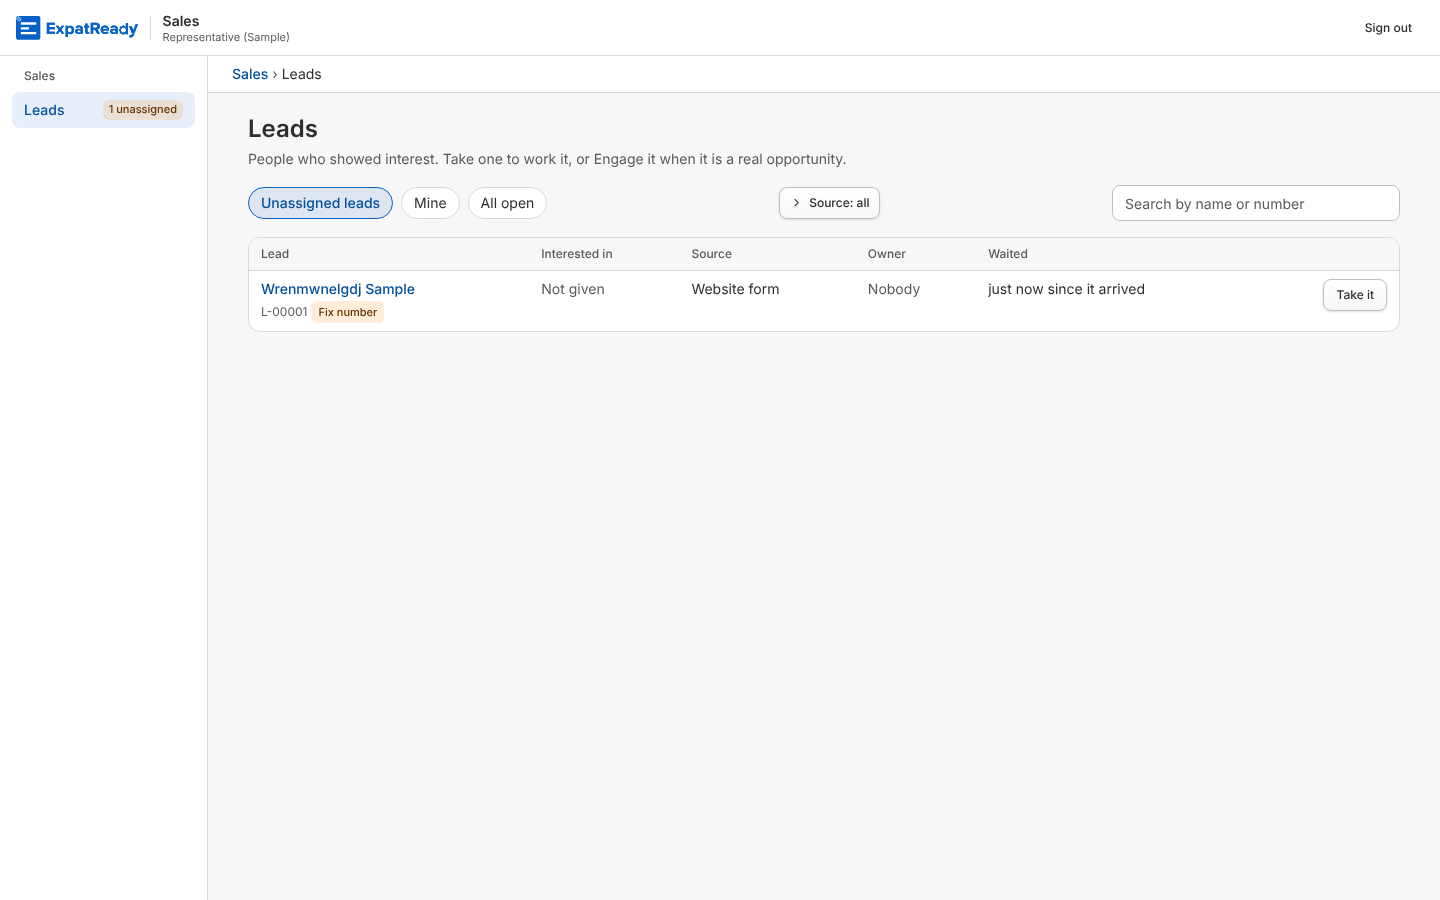 ExpatReady
Sales
Representative (Sample)
Sign out
Sales
Leads
1 unassigned
Sales › Leads
Leads
People who showed interest. Take one to work it, or Engage it when it is a real opportunity.
Unassigned leads
Mine
All open
Source: all
Search by name or number
Lead Interested in Source Owner Waited
Wrenmwnelgdj Sample Not given Website form Nobody just now since it arrived Take it
L-00001 Fix number